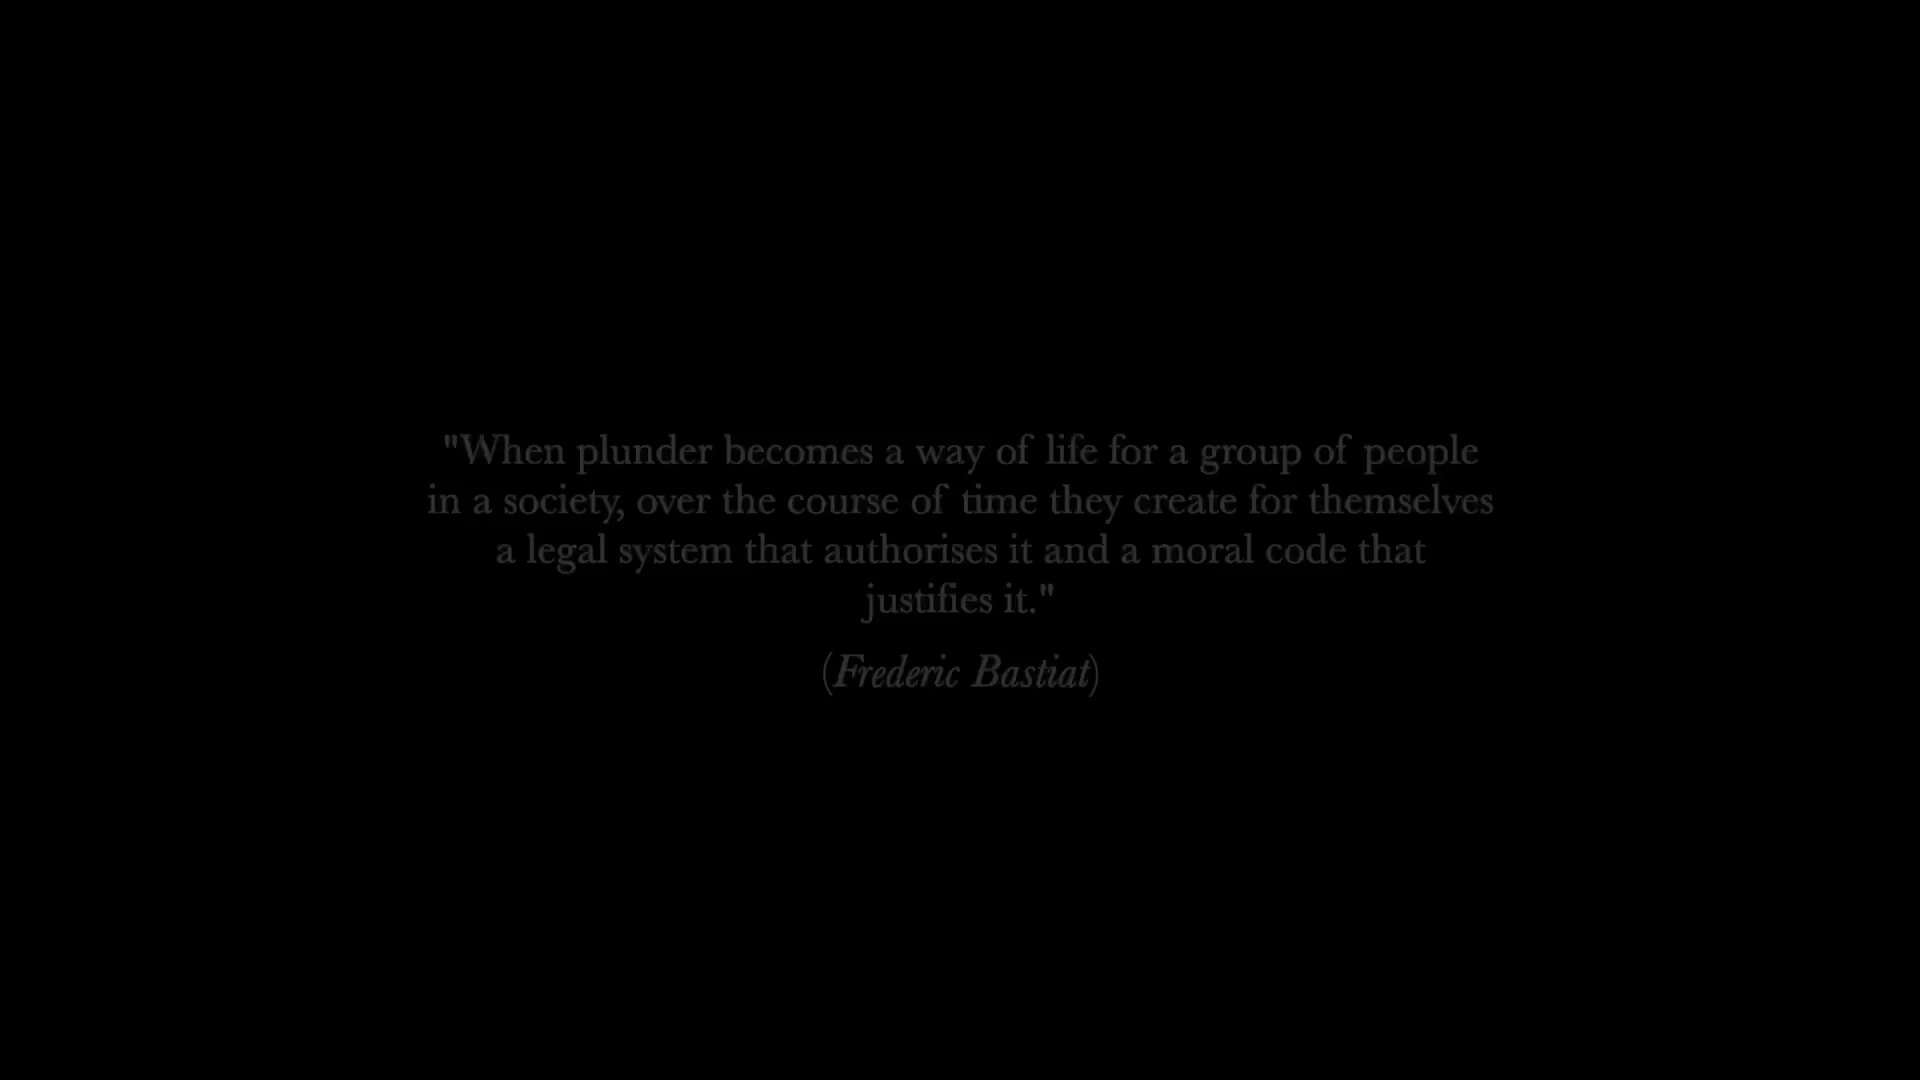 "When plunder becomes a way of life for a group of people
in a society, over the course of time they create for themselves
a legal system that authorises it and a moral code that
justifies it."
(Frederic Bastiat)